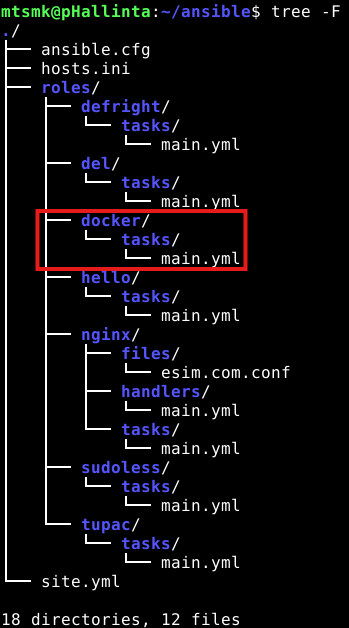 mtsmk@pHallinta:~/ansible$ tree -F
./
├── ansible.cfg
├── hosts.ini
├── roles/
│   ├── defright/
│   │   └── tasks/
│   │       └── main.yml
│   ├── del/
│   │   └── tasks/
│   │       └── main.yml
│   ├── docker/
│   │   └── tasks/
│   │       └── main.yml
│   ├── hello/
│   │   └── tasks/
│   │       └── main.yml
│   ├── nginx/
│   │   ├── files/
│   │   │   └── esim.com.conf
│   │   ├── handlers/
│   │   │   └── main.yml
│   │   └── tasks/
│   │       └── main.yml
│   ├── sudoless/
│   │   └── tasks/
│   │       └── main.yml
│   └── tupac/
│       └── tasks/
│           └── main.yml
└── site.yml
18 directories, 12 files